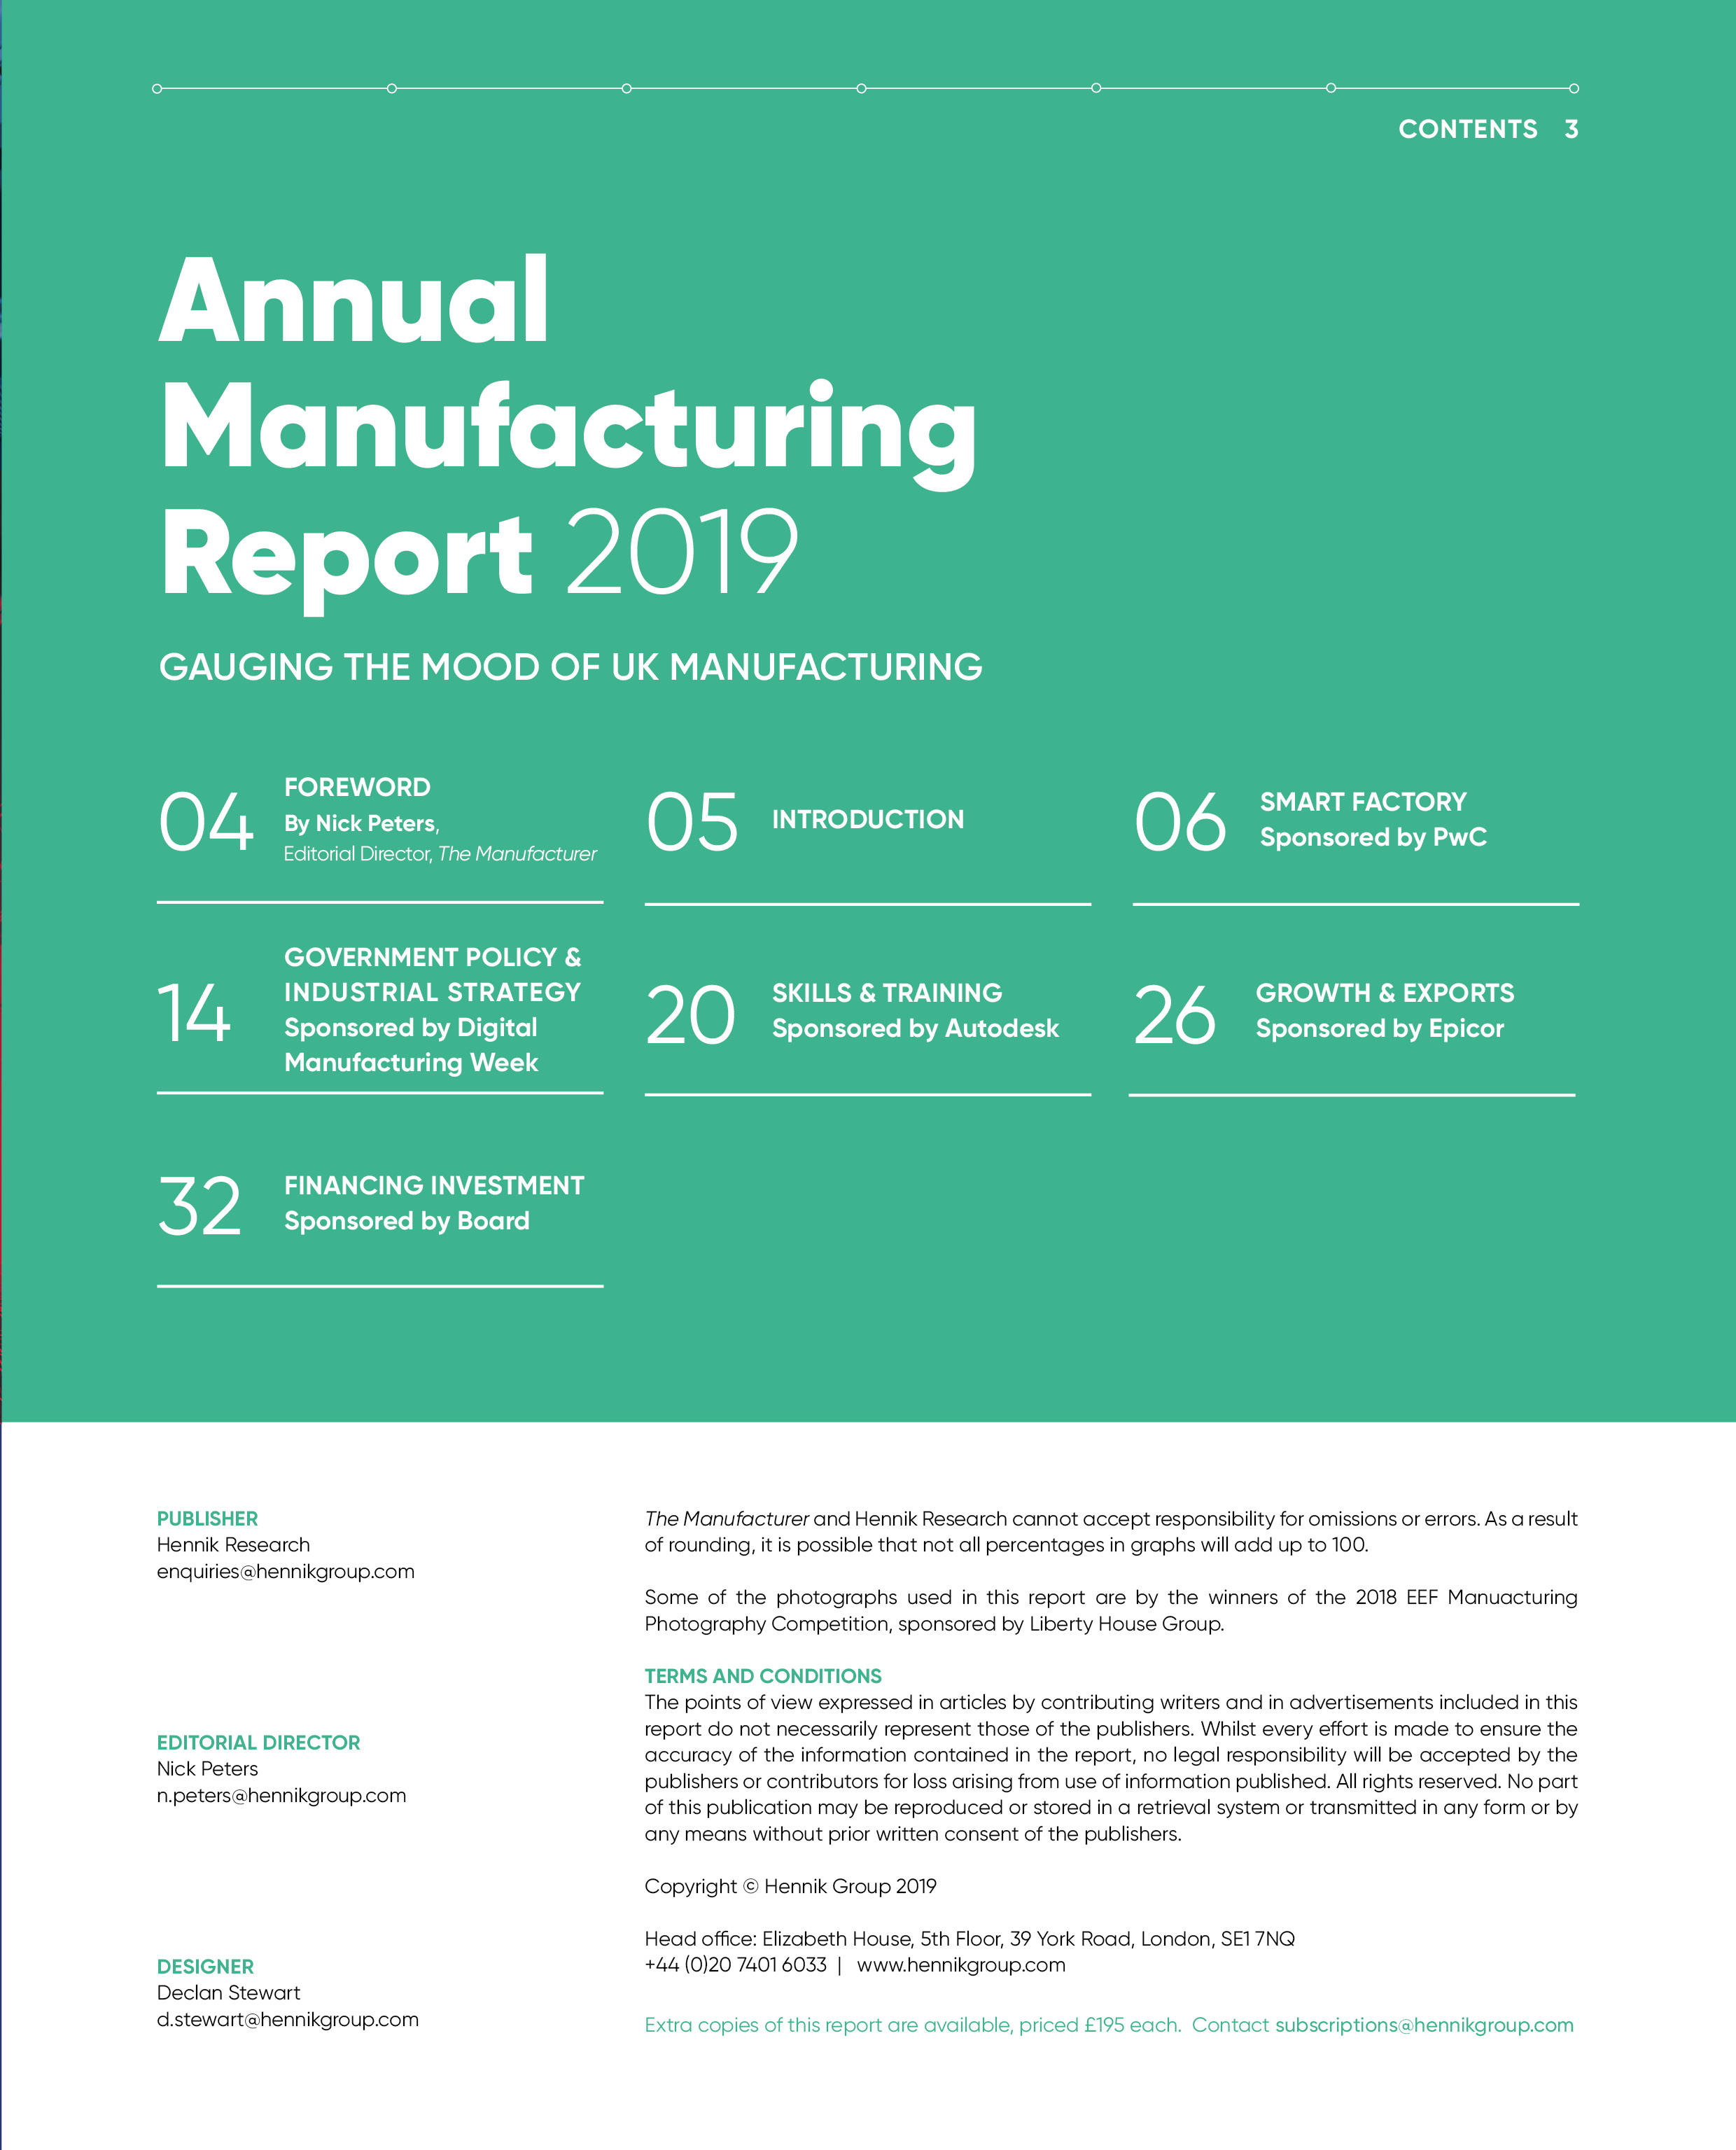 CONTENTS 3
Annual
Manufacturing
Report 2019
GAUGING THE MOOD OF UK MANUFACTURING
04
FOREWORD
By Nick Peters,
Editorial Director, The Manufacturer
05
INTRODUCTION
06
SMART FACTORY
Sponsored by PwC
14
GOVERNMENT POLICY &
INDUSTRIAL STRATEGY
Sponsored by Digital
Manufacturing Week
20
SKILLS & TRAINING
Sponsored by Autodesk
26
GROWTH & EXPORTS
Sponsored by Epicor
32
FINANCING INVESTMENT
Sponsored by Board
PUBLISHER
Hennik Research
enquiries@hennikgroup.com
EDITORIAL DIRECTOR
Nick Peters
n.peters@hennikgroup.com
DESIGNER
Declan Stewart
d.stewart@hennikgroup.com
The Manufacturer and Hennik Research cannot accept responsibility for omissions or errors. As a result
of rounding, it is possible that not all percentages in graphs will add up to 100.
Some of the photographs used in this report are by the winners of the 2018 EEF Manuacturing
Photography Competition, sponsored by Liberty House Group.
TERMS AND CONDITIONS
The points of view expressed in articles by contributing writers and in advertisements included in this
report do not necessarily represent those of the publishers. Whilst every effort is made to ensure the
accuracy of the information contained in the report, no legal responsibility will be accepted by the
publishers or contributors for loss arising from use of information published. All rights reserved. No part
of this publication may be reproduced or stored in a retrieval system or transmitted in any form or by
any means without prior written consent of the publishers.
Copyright © Hennik Group 2019
Head office: Elizabeth House, 5th Floor, 39 York Road, London, SE1 7NQ
+44 (0)20 7401 6033 | www.hennikgroup.com
Extra copies of this report are available, priced £195 each. Contact subscriptions@hennikgroup.com